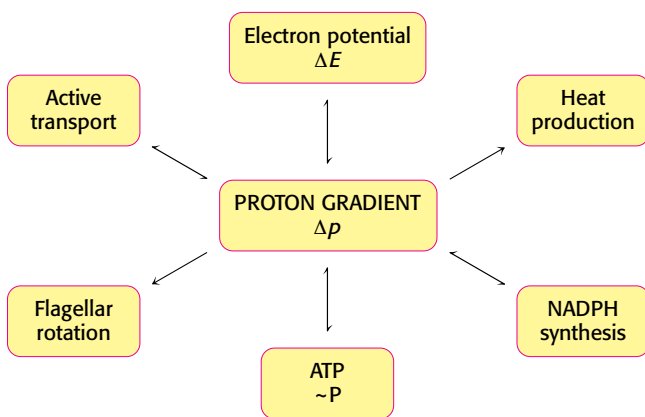 Electron potential
ΔE
Active
transport
Heat
production
PROTON GRADIENT
Δp
Flagellar
rotation
NADPH
synthesis
ATP
~P